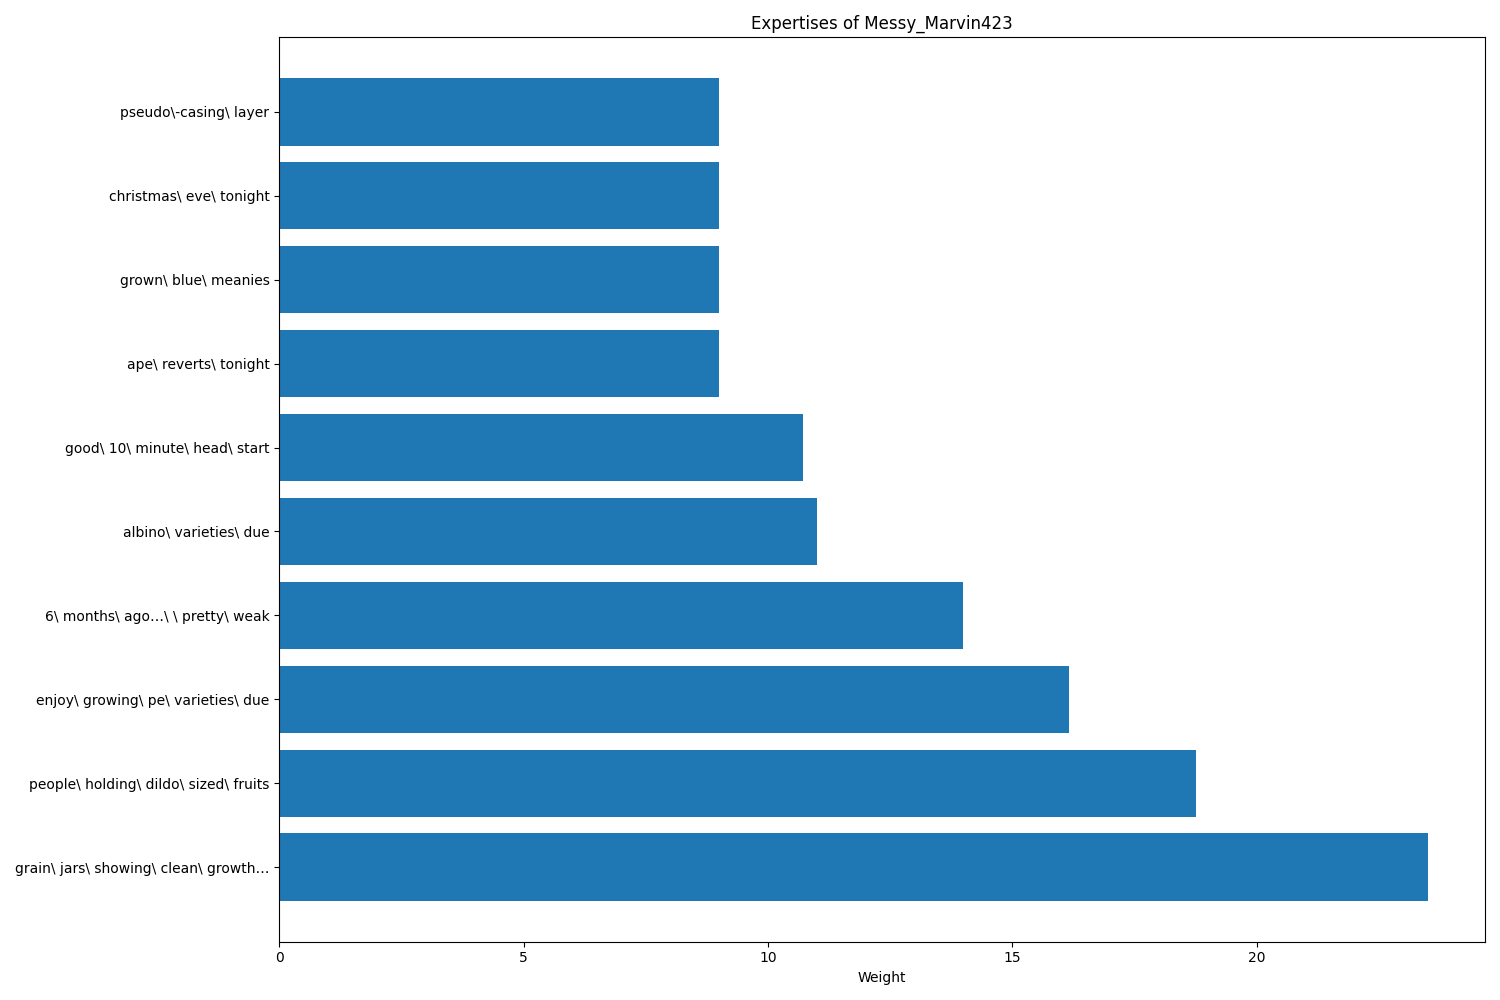 Expertises of Messy_Marvin423
pseudo\-casing\ layer
christmas\ eve\ tonight
grown\ blue\ meanies
ape\ reverts\ tonight
good\ 10\ minute\ head\ start
albino\ varieties\ due
6\ months\ ago…\ \ pretty\ weak
enjoy\ growing\ pe\ varieties\ due
people\ holding\ dildo\ sized\ fruits
grain\ jars\ showing\ clean\ growth…
0 5 10 15 20
Weight